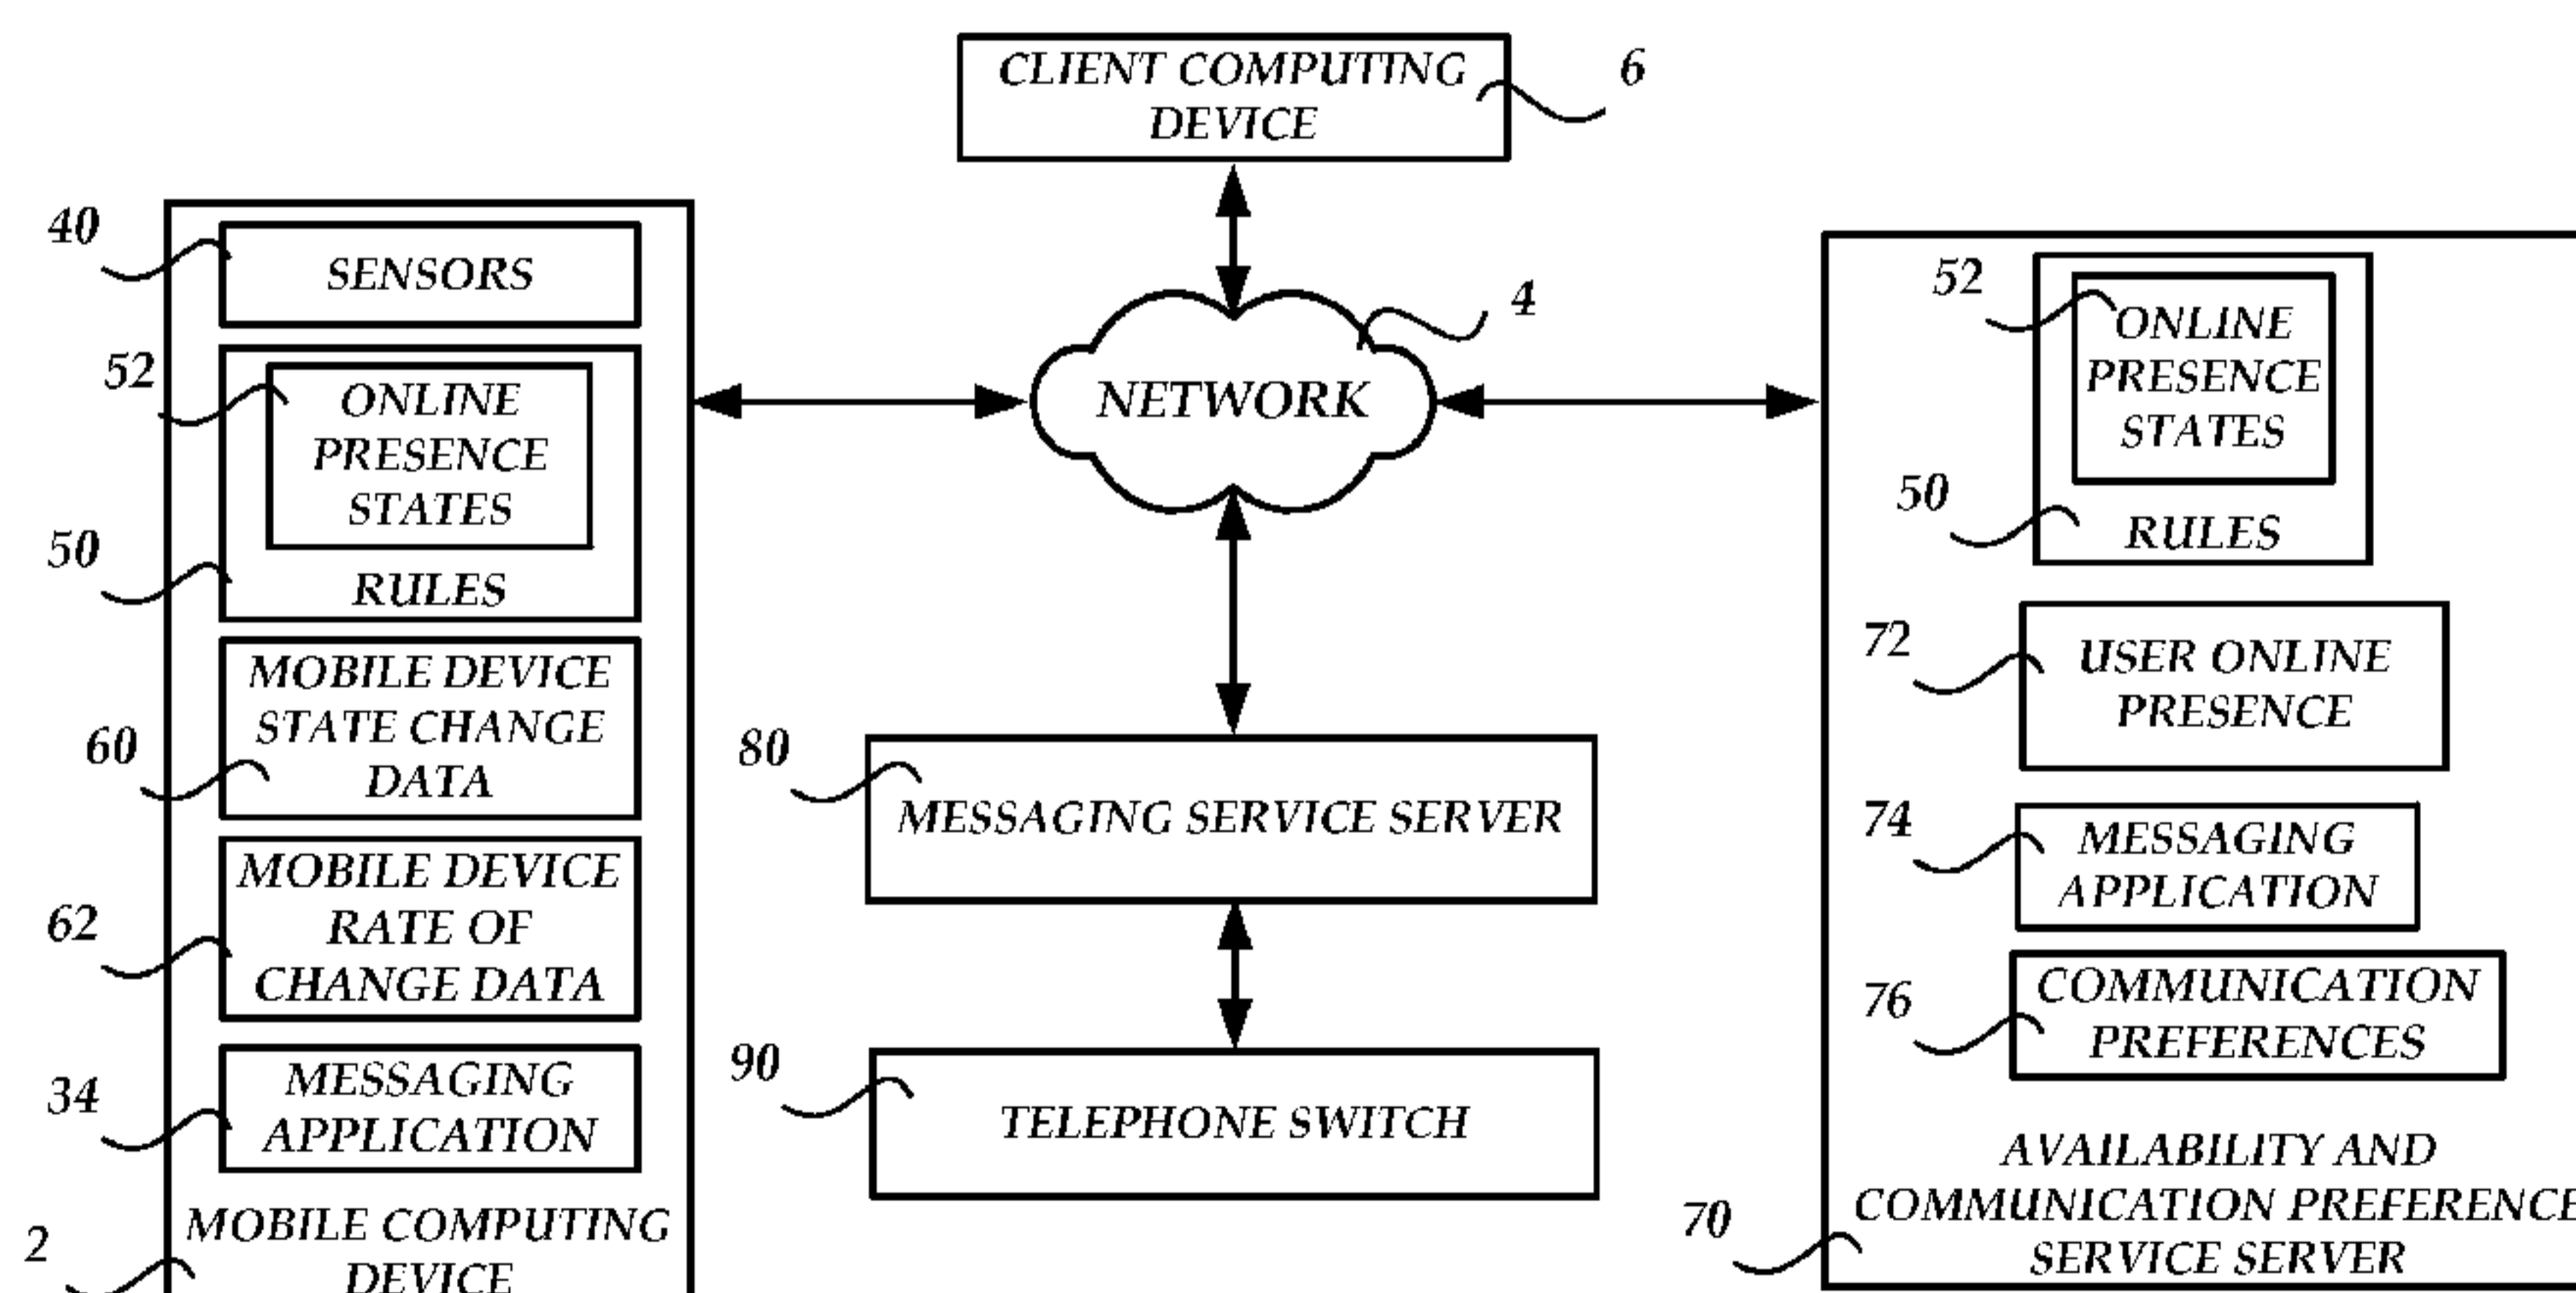 CLIENT COMPUTING
DEVICE
6
40
SENSORS
52
ONLINE
PRESENCE
STATES
50
RULES
MOBILE DEVICE
STATE CHANGE
DATA
60
MOBILE DEVICE
RATE OF
CHANGE DATA
62
MESSAGING
APPLICATION
34
MOBILE COMPUTING
DEVICE
2
4
NETWORK
80
MESSAGING SERVICE SERVER
90
TELEPHONE SWITCH
52
ONLINE
PRESENCE
STATES
50
RULES
72
USER ONLINE
PRESENCE
74
MESSAGING
APPLICATION
76
COMMUNICATION
PREFERENCES
AVAILABILITY AND
COMMUNICATION PREFERENCE
SERVICE SERVER
70